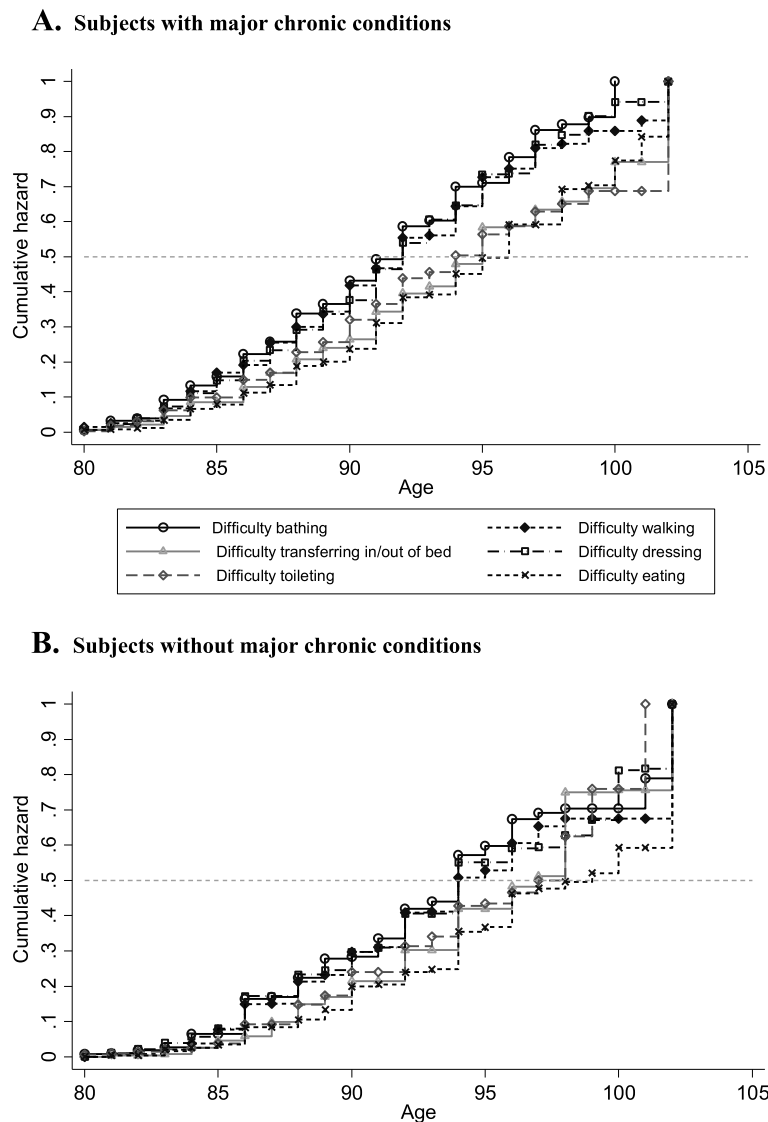 A. Subjects with major chronic conditions
1
.9
.8
.7
.6
.5
.4
.3
.2
.1
0
Cumulative hazard
80 85 90 95 100 105
Age
Difficulty bathing Difficulty walking
Difficulty transferring in/out of bed Difficulty dressing
Difficulty toileting Difficulty eating
B. Subjects without major chronic conditions
1
.9
.8
.7
.6
.5
.4
.3
.2
.1
0
Cumulative hazard
80 85 90 95 100 105
Age